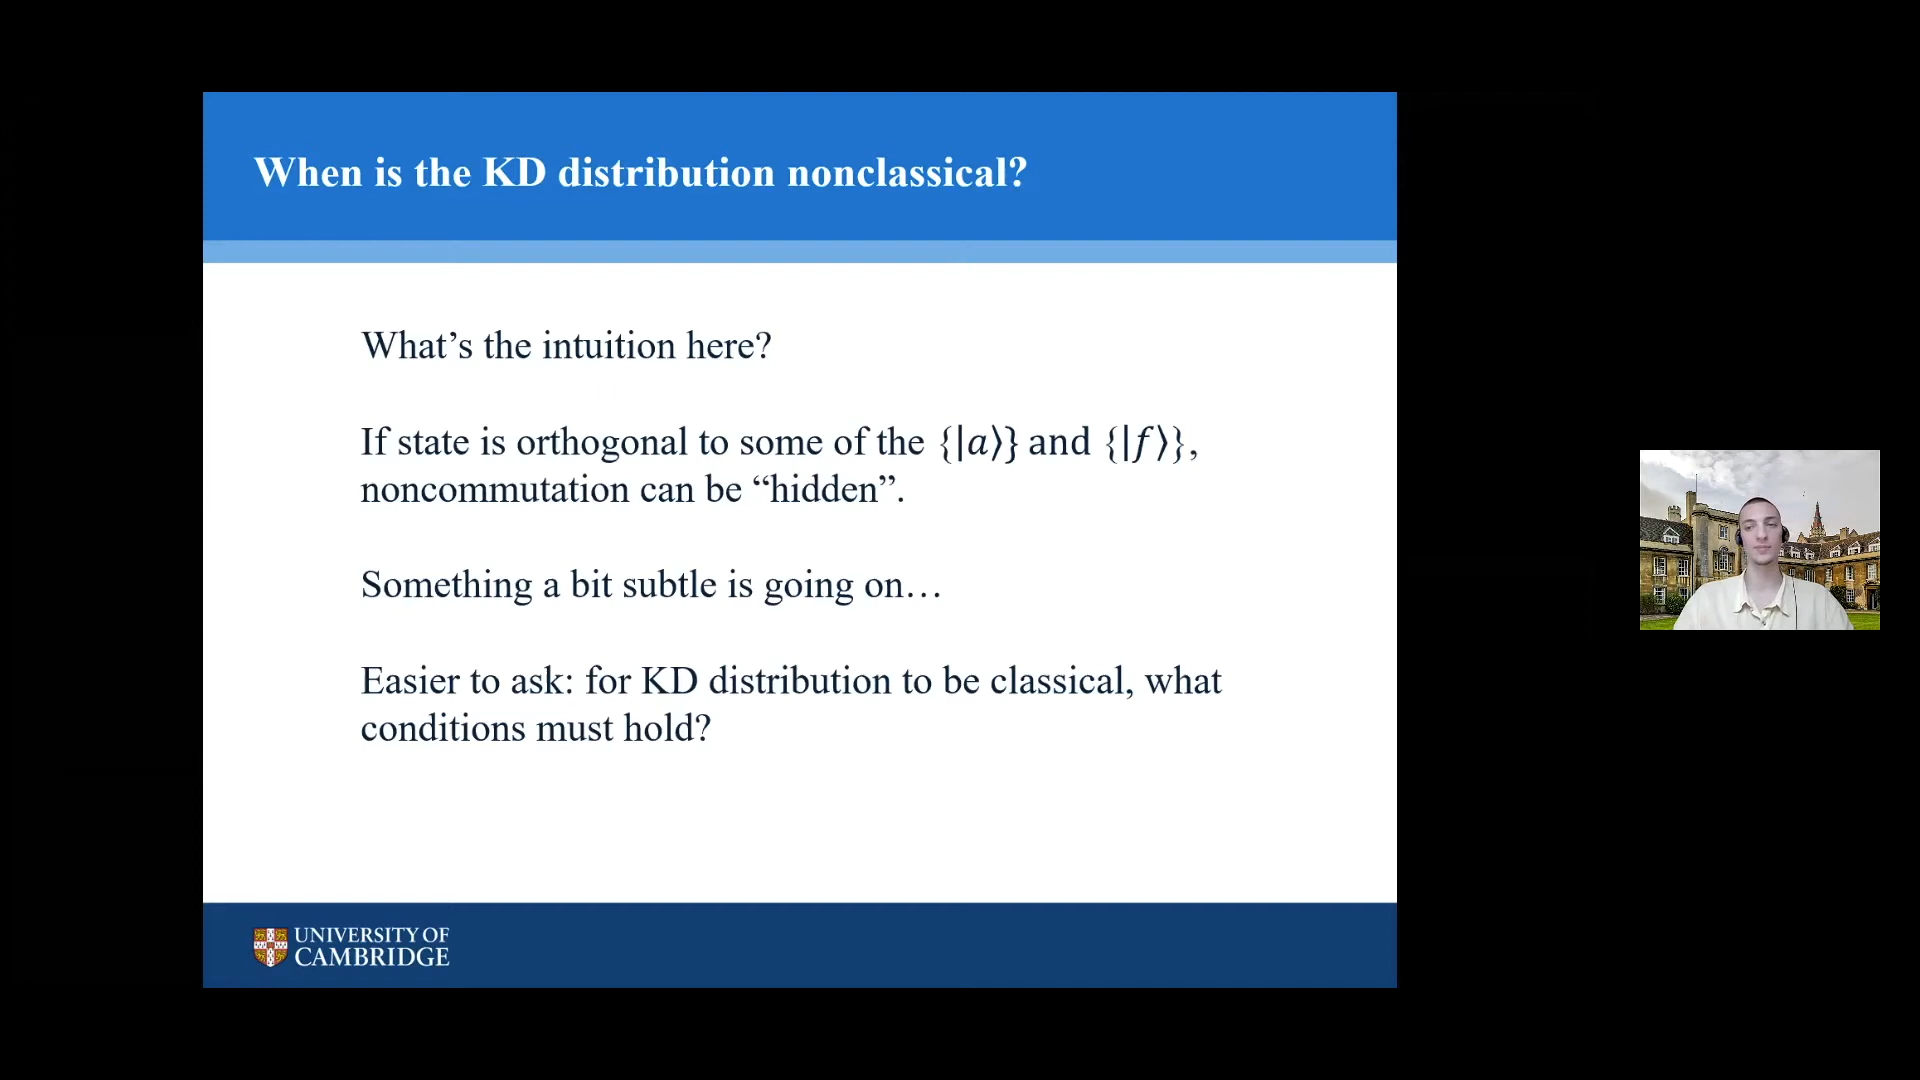 When is the KD distribution nonclassical?
What’s the intuition here?
If state is orthogonal to some of the {|𝑎⟩} and {|𝑓⟩},
noncommutation can be “hidden”.
Something a bit subtle is going on…
Easier to ask: for KD distribution to be classical, what
conditions must hold?
UNIVERSITY OF
CAMBRIDGE